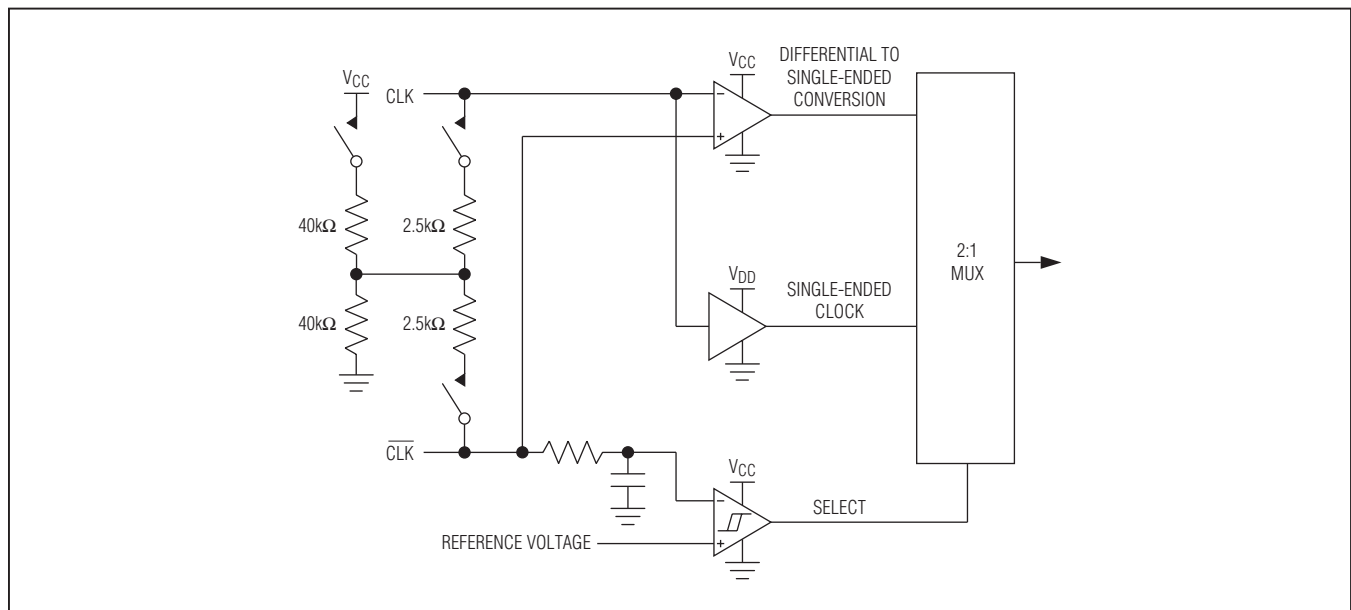 VCC
CLK
40kΩ
2.5kΩ
40kΩ
2.5kΩ
C̅L̅K̅
REFERENCE VOLTAGE
VCC
DIFFERENTIAL TO
SINGLE-ENDED
CONVERSION
−
+
VDD
SINGLE-ENDED
CLOCK
VCC
−
+
SELECT
2:1
MUX